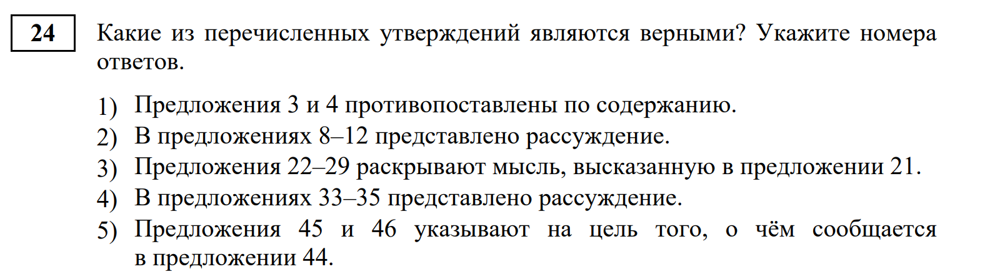 24 Какие из перечисленных утверждений являются верными? Укажите номера
ответов.
1) Предложения 3 и 4 противопоставлены по содержанию.
2) В предложениях 8–12 представлено рассуждение.
3) Предложения 22–29 раскрывают мысль, высказанную в предложении 21.
4) В предложениях 33–35 представлено рассуждение.
5) Предложения 45 и 46 указывают на цель того, о чём сообщается
в предложении 44.